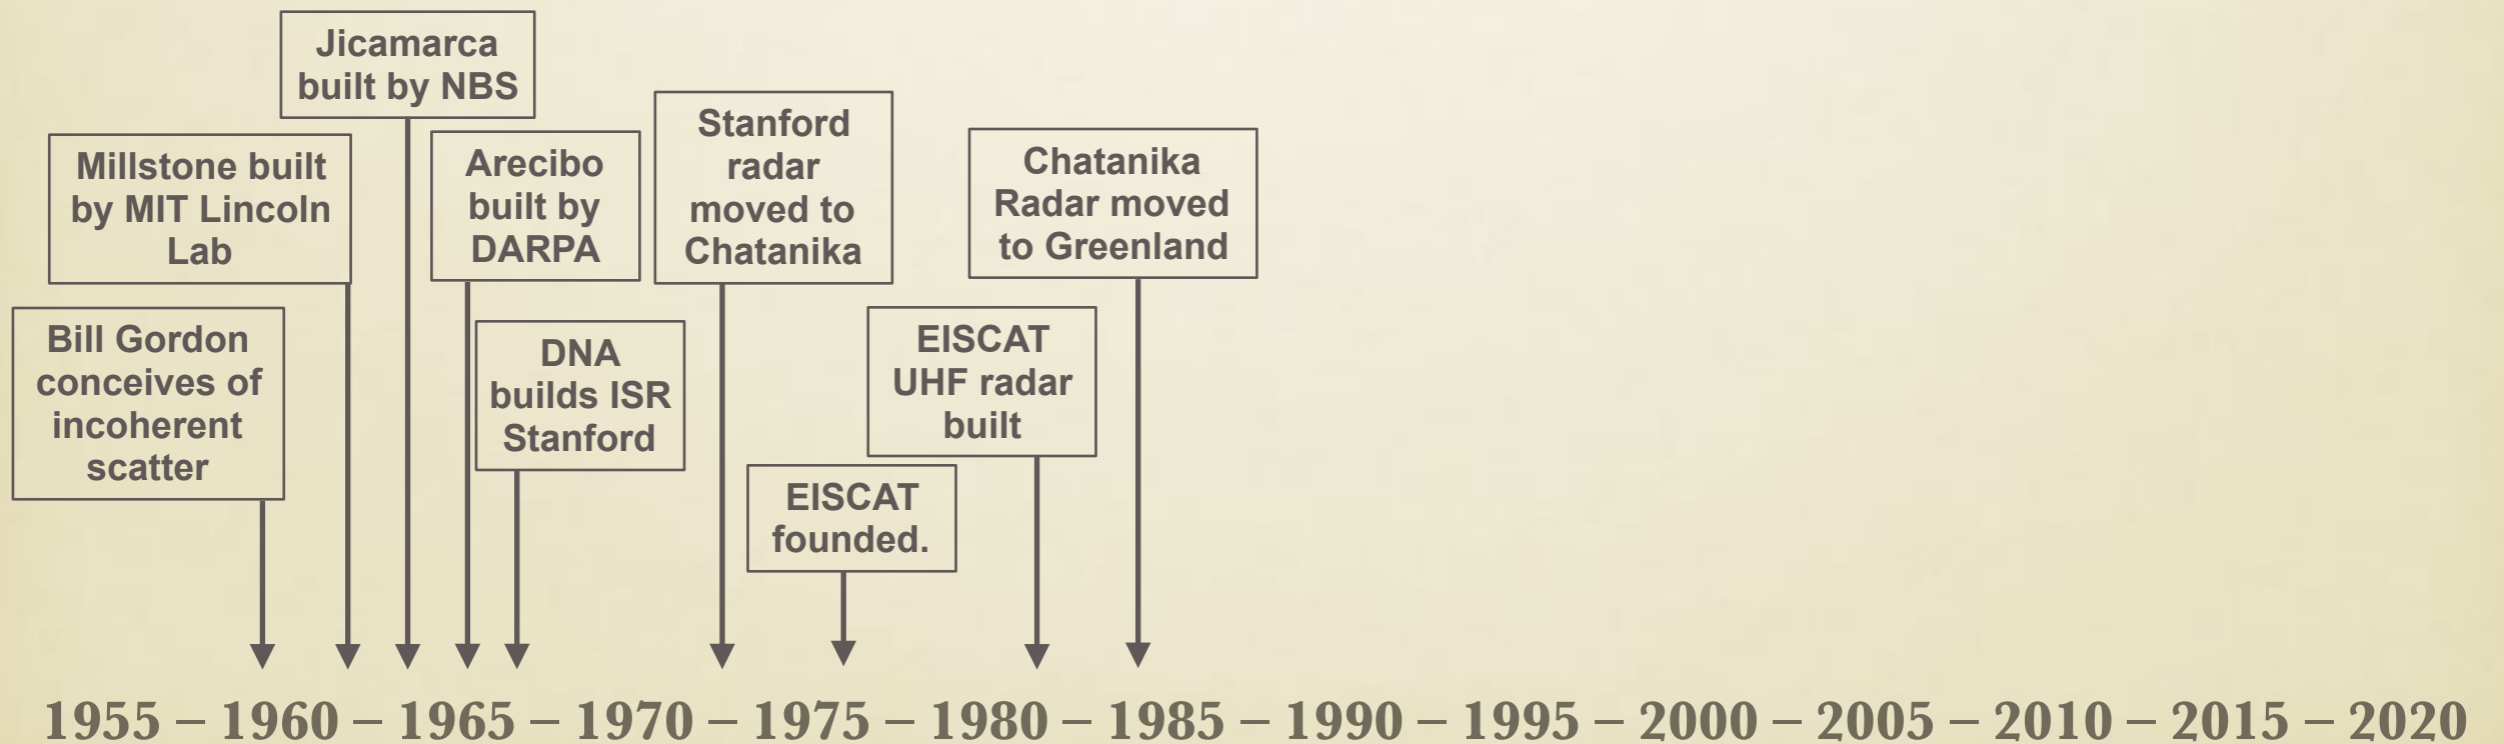 Jicamarca
built by NBS
Millstone built
by MIT Lincoln
Lab
Arecibo
built by
DARPA
Stanford
radar
moved to
Chatanika
Chatanika
Radar moved
to Greenland
Bill Gordon
conceives of
incoherent
scatter
DNA
builds ISR
Stanford
EISCAT
UHF radar
built
EISCAT
founded.
1955 – 1960 – 1965 – 1970 – 1975 – 1980 – 1985 – 1990 – 1995 – 2000 – 2005 – 2010 – 2015 – 2020